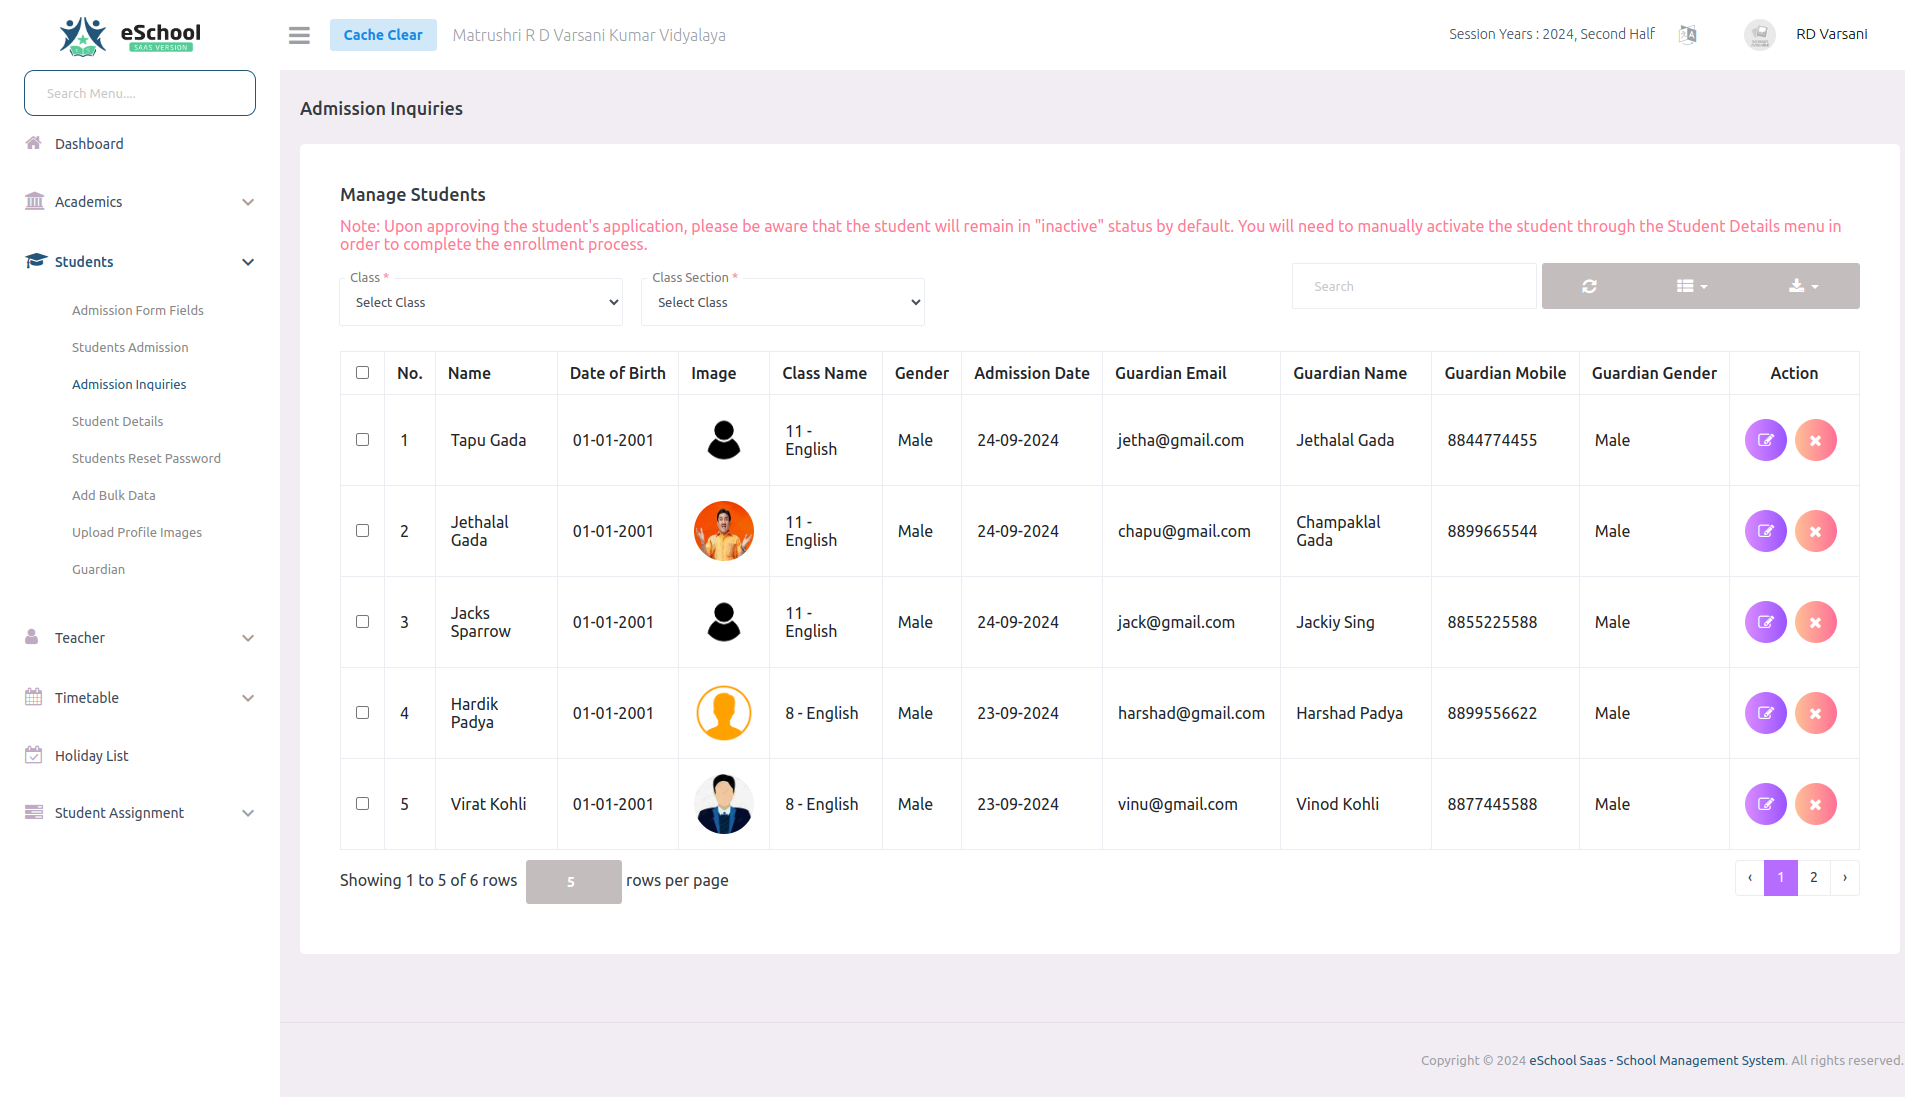 eSchool
SAAS VERSION
Cache Clear
Matrushri R D Varsani Kumar Vidyalaya
Session Years : 2024, Second Half
RD Varsani
Search Menu....
Dashboard
Academics
Students
Admission Form Fields
Students Admission
Admission Inquiries
Student Details
Students Reset Password
Add Bulk Data
Upload Profile Images
Guardian
Teacher
Timetable
Holiday List
Student Assignment
Admission Inquiries
Manage Students
Note: Upon approving the student's application, please be aware that the student will remain in "inactive" status by default. You will need to manually activate the student through the Student Details menu in
order to complete the enrollment process.
Class *
Select Class
Class Section *
Select Class
Search
No. Name Date of Birth Image Class Name Gender Admission Date Guardian Email Guardian Name Guardian Mobile Guardian Gender Action
1 Tapu Gada 01-01-2001 11 - English Male 24-09-2024 jetha@gmail.com Jethalal Gada 8844774455 Male
2 Jethalal Gada 01-01-2001 11 - English Male 24-09-2024 chapu@gmail.com Champaklal Gada 8899665544 Male
3 Jacks Sparrow 01-01-2001 11 - English Male 24-09-2024 jack@gmail.com Jackiy Sing 8855225588 Male
4 Hardik Padya 01-01-2001 8 - English Male 23-09-2024 harshad@gmail.com Harshad Padya 8899556622 Male
5 Virat Kohli 01-01-2001 8 - English Male 23-09-2024 vinu@gmail.com Vinod Kohli 8877445588 Male
Showing 1 to 5 of 6 rows 5 rows per page
‹ 1 2 ›
Copyright © 2024 eSchool Saas - School Management System. All rights reserved.